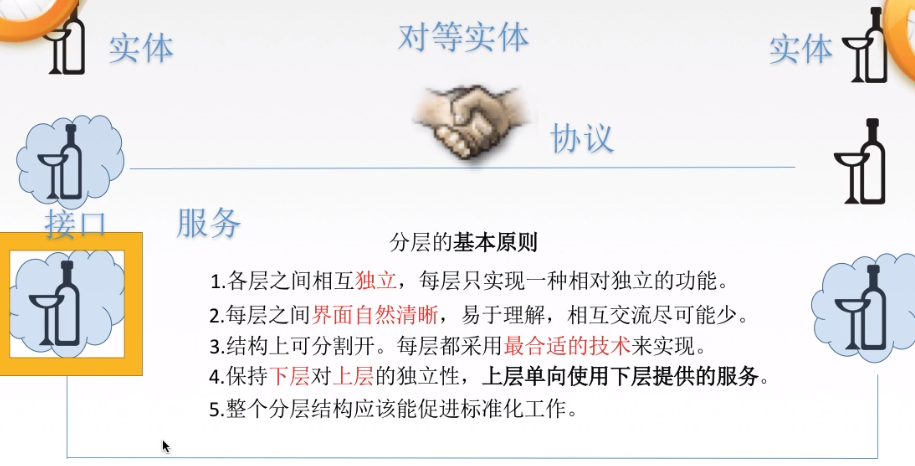 实体
对等实体
实体
协议
接口
服务
分层的基本原则
1.各层之间相互独立，每层只实现一种相对独立的功能。
2.每层之间界面自然清晰，易于理解，相互交流尽可能少。
3.结构上可分割开。每层都采用最合适的技术来实现。
4.保持下层对上层的独立性，上层单向使用下层提供的服务。
5.整个分层结构应该能促进标准化工作。